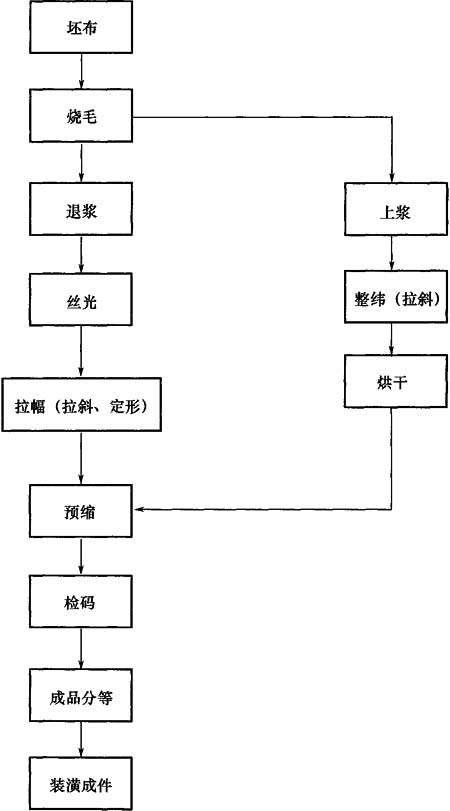 坯布
烧毛
退浆
上浆
丝光
整纬（拉斜）
烘干
拉幅（拉斜、定形）
预缩
检码
成品分等
装潢成件